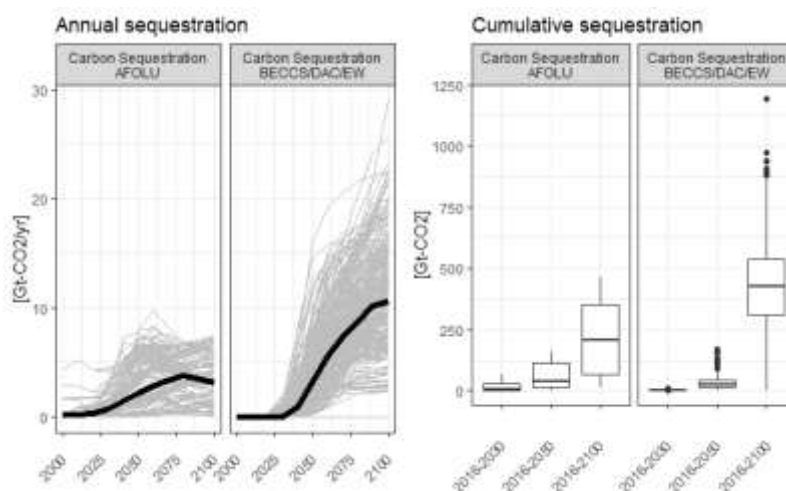 Annual sequestration
Carbon Sequestration
AFOLU
Carbon Sequestration
BECCS/DAC/EW
[Gt-CO2/yr]
30
20
10
0
2000
2025
2050
2075
2100
2000
2025
2050
2075
2100
Cumulative sequestration
Carbon Sequestration
AFOLU
Carbon Sequestration
BECCS/DAC/EW
[Gt-CO2]
1250
1000
750
500
250
0
2016-2030
2016-2050
2016-2100
2016-2030
2016-2050
2016-2100